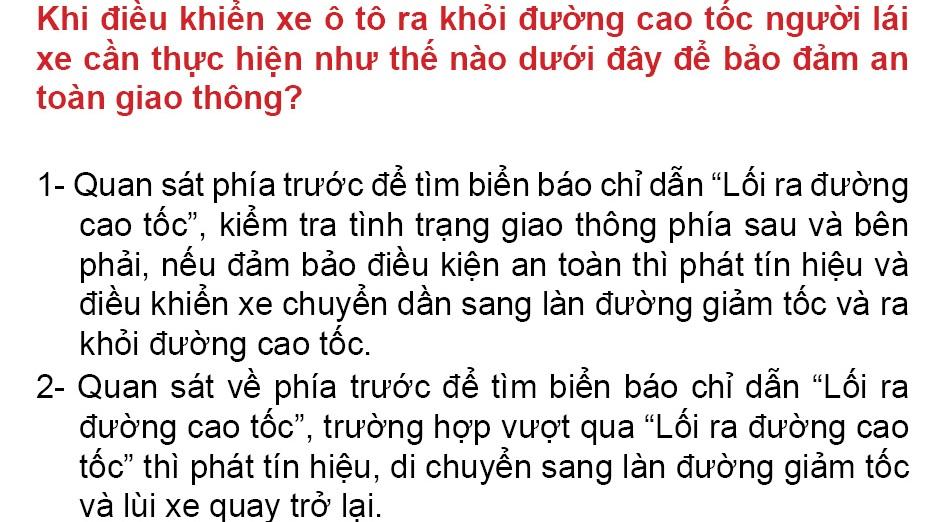 Khi điều khiển xe ô tô ra khỏi đường cao tốc người lái
xe cần thực hiện như thế nào dưới đây để bảo đảm an
toàn giao thông?
1- Quan sát phía trước để tìm biển báo chỉ dẫn “Lối ra đường
cao tốc”, kiểm tra tình trạng giao thông phía sau và bên
phải, nếu đảm bảo điều kiện an toàn thì phát tín hiệu và
điều khiển xe chuyển dần sang làn đường giảm tốc và ra
khỏi đường cao tốc.
2- Quan sát về phía trước để tìm biển báo chỉ dẫn “Lối ra
đường cao tốc”, trường hợp vượt qua “Lối ra đường cao
tốc” thì phát tín hiệu, di chuyển sang làn đường giảm tốc
và lùi xe quay trở lại.